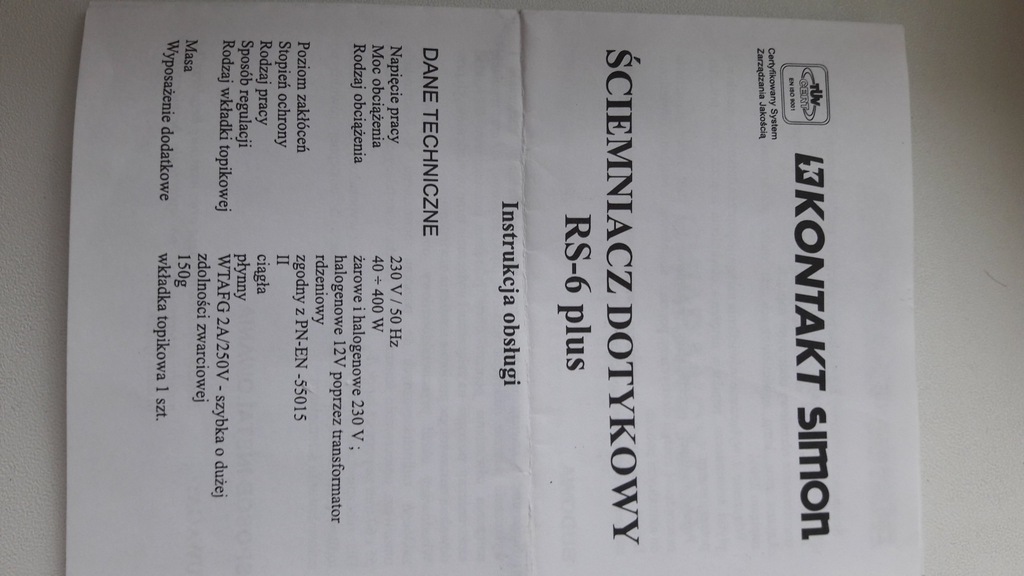 TÜV
CERT
EN ISO 9001
Certyfikowany System
Zarządzania Jakością
KONTAKT SIMON
ŚCIEMNIACZ DOTYKOWY
RS-6 plus
Instrukcja obsługi
DANE TECHNICZNE
Napięcie pracy 230 V / 50 Hz
Moc obciążenia 40 ÷ 400 W
Rodzaj obciążenia żarowe i halogenowe 230 V ;
halogenowe 12V poprzez transformator
rdzeniowy
Poziom zakłóceń zgodny z PN-EN -55015
Stopień ochrony II
Rodzaj pracy ciągła
Sposób regulacji płynny
Rodzaj wkładki topikowej WTAFG 2A/250V - szybka o dużej
zdolności zwarciowej
Masa 150g
Wyposażenie dodatkowe wkładka topikowa 1 szt.